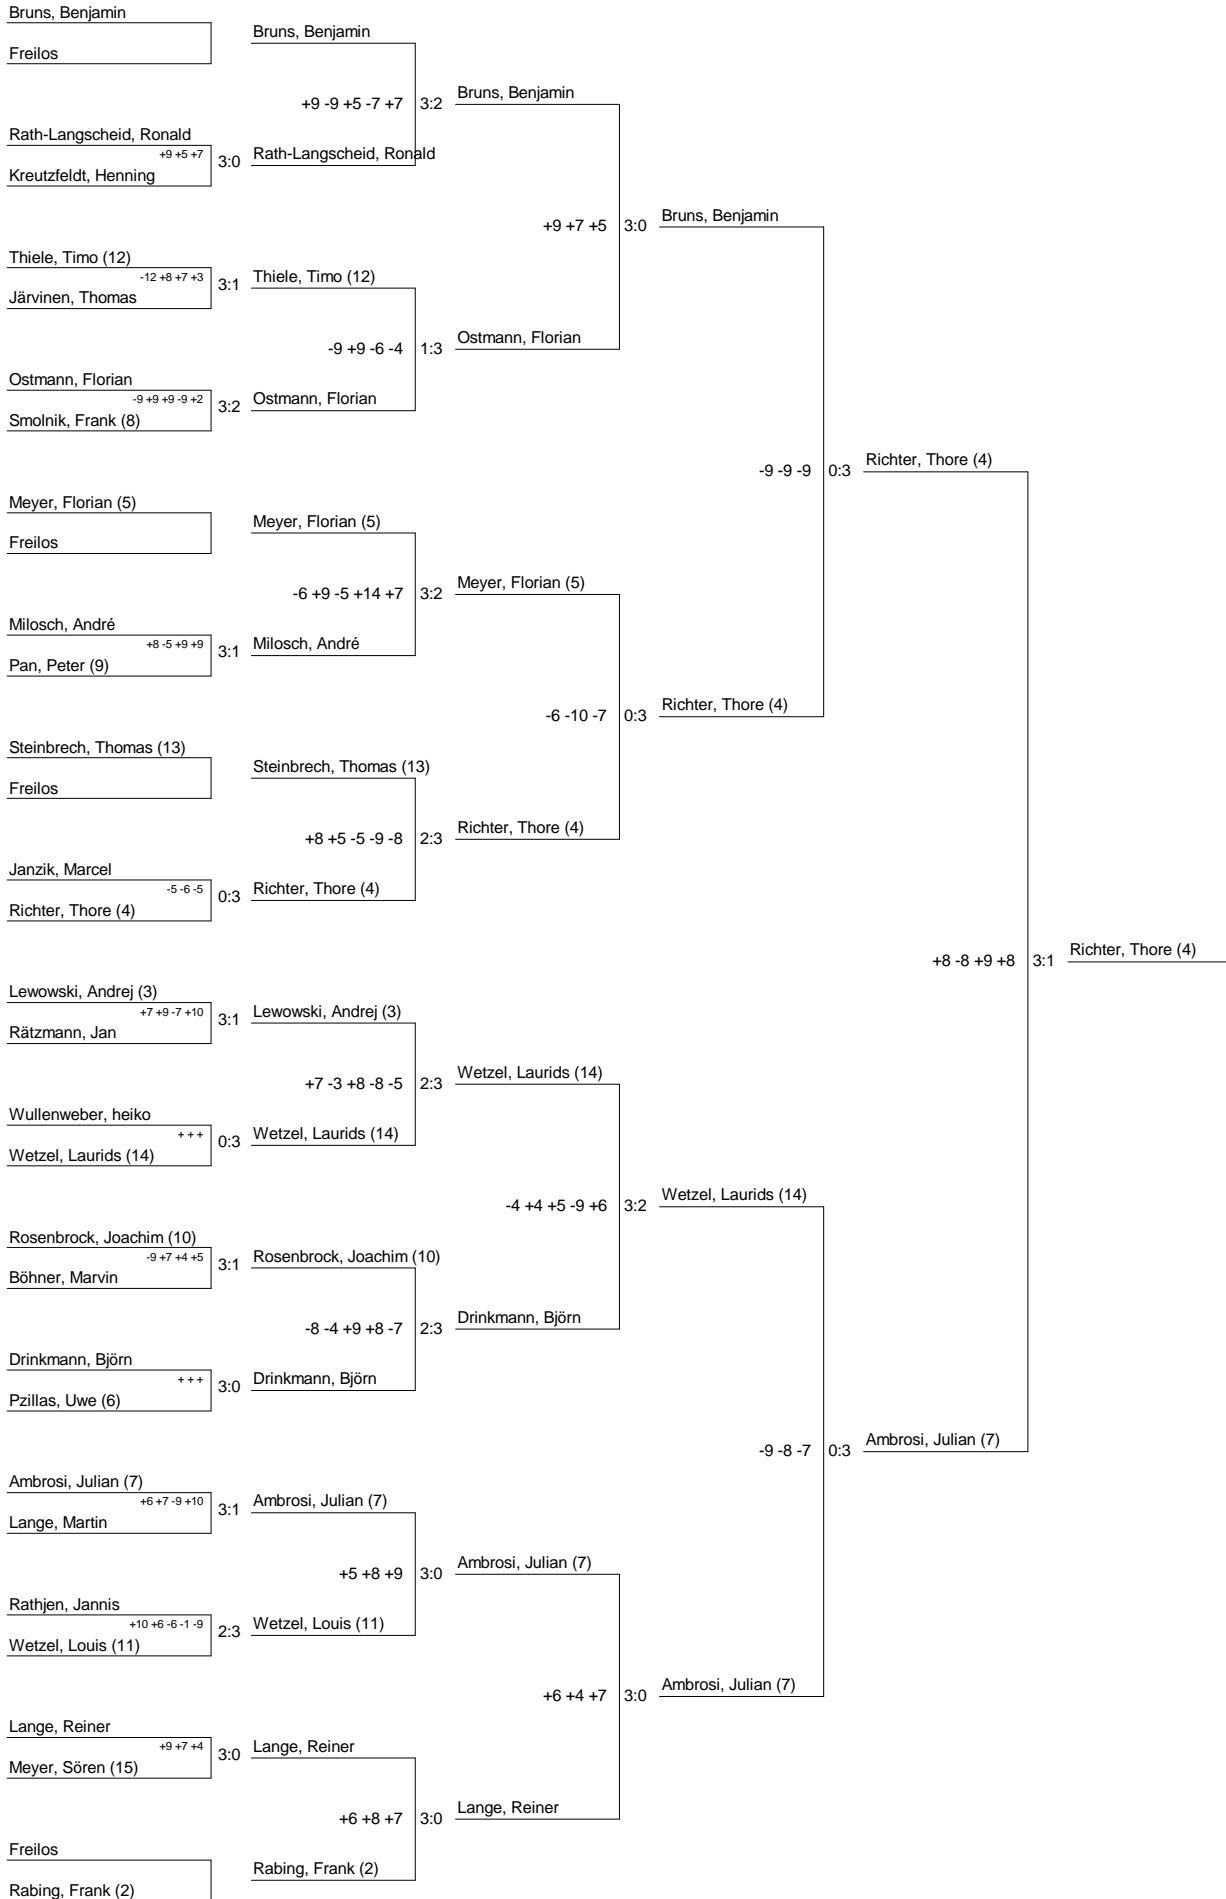 Bruns, Benjamin
Freilos
Bruns, Benjamin
+9 -9 +5 -7 +7 3:2 Bruns, Benjamin
Rath-Langscheid, Ronald
+9 +5 +7
3:0 Rath-Langscheid, Ronald
Kreutzfeldt, Henning
+9 +7 +5 3:0 Bruns, Benjamin
Thiele, Timo (12)
-12 +8 +7 +3
3:1 Thiele, Timo (12)
Järvinen, Thomas
-9 +9 -6 -4 1:3 Ostmann, Florian
Ostmann, Florian
-9 +9 +9 -9 +2
3:2 Ostmann, Florian
Smolnik, Frank (8)
-9 -9 -9 0:3 Richter, Thore (4)
Meyer, Florian (5)
Freilos
Meyer, Florian (5)
-6 +9 -5 +14 +7 3:2 Meyer, Florian (5)
Milosch, André
+8 -5 +9 +9
3:1 Milosch, André
Pan, Peter (9)
-6 -10 -7 0:3 Richter, Thore (4)
Steinbrech, Thomas (13)
Freilos
Steinbrech, Thomas (13)
+8 +5 -5 -9 -8 2:3 Richter, Thore (4)
Janzik, Marcel
-5 -6 -5
0:3 Richter, Thore (4)
Richter, Thore (4)
+8 -8 +9 +8 3:1 Richter, Thore (4)
Lewowski, Andrej (3)
+7 +9 -7 +10
3:1 Lewowski, Andrej (3)
Rätzmann, Jan
+7 -3 +8 -8 -5 2:3 Wetzel, Laurids (14)
Wullenweber, heiko
+ + +
0:3 Wetzel, Laurids (14)
Wetzel, Laurids (14)
-4 +4 +5 -9 +6 3:2 Wetzel, Laurids (14)
Rosenbrock, Joachim (10)
-9 +7 +4 +5
3:1 Rosenbrock, Joachim (10)
Böhner, Marvin
-8 -4 +9 +8 -7 2:3 Drinkmann, Björn
Drinkmann, Björn
+ + +
3:0 Drinkmann, Björn
Pzillas, Uwe (6)
-9 -8 -7 0:3 Ambrosi, Julian (7)
Ambrosi, Julian (7)
+6 +7 -9 +10
3:1 Ambrosi, Julian (7)
Lange, Martin
+5 +8 +9 3:0 Ambrosi, Julian (7)
Rathjen, Jannis
+10 +6 -6 -1 -9
2:3 Wetzel, Louis (11)
Wetzel, Louis (11)
+6 +4 +7 3:0 Ambrosi, Julian (7)
Lange, Reiner
+9 +7 +4
3:0 Lange, Reiner
Meyer, Sören (15)
+6 +8 +7 3:0 Lange, Reiner
Freilos
Rabing, Frank (2)
Rabing, Frank (2)